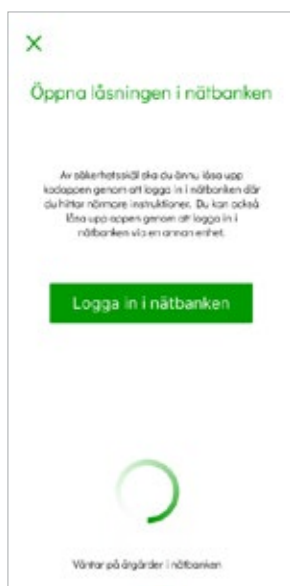 Öppna låsningen i nätbanken
Av säkerhetsskäl ska du ännu låsa upp
kodappen genom att logga in i nätbanken där
du hittar närmare instruktioner. Du kan också
låsa upp appen genom att logga in i
nätbanken via en annan enhet.
Logga in i nätbanken
Väntar på åtgärder i nätbanken